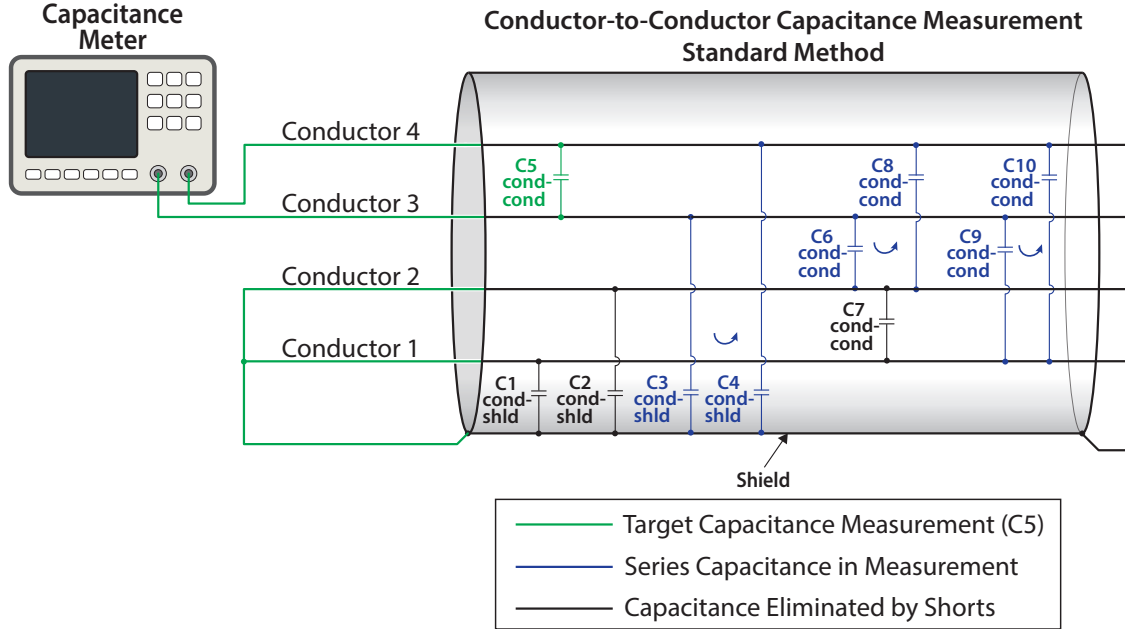 Capacitance
Meter
Conductor-to-Conductor Capacitance Measurement
Standard Method
Conductor 4
Conductor 3
Conductor 2
Conductor 1
C5
cond-
cond
C8
cond-
cond
C10
cond-
cond
C6
cond-
cond
C9
cond-
cond
C7
cond-
cond
C1
cond-
shld
C2
cond-
shld
C3
cond-
shld
C4
cond-
shld
Shield
Target Capacitance Measurement (C5)
Series Capacitance in Measurement
Capacitance Eliminated by Shorts